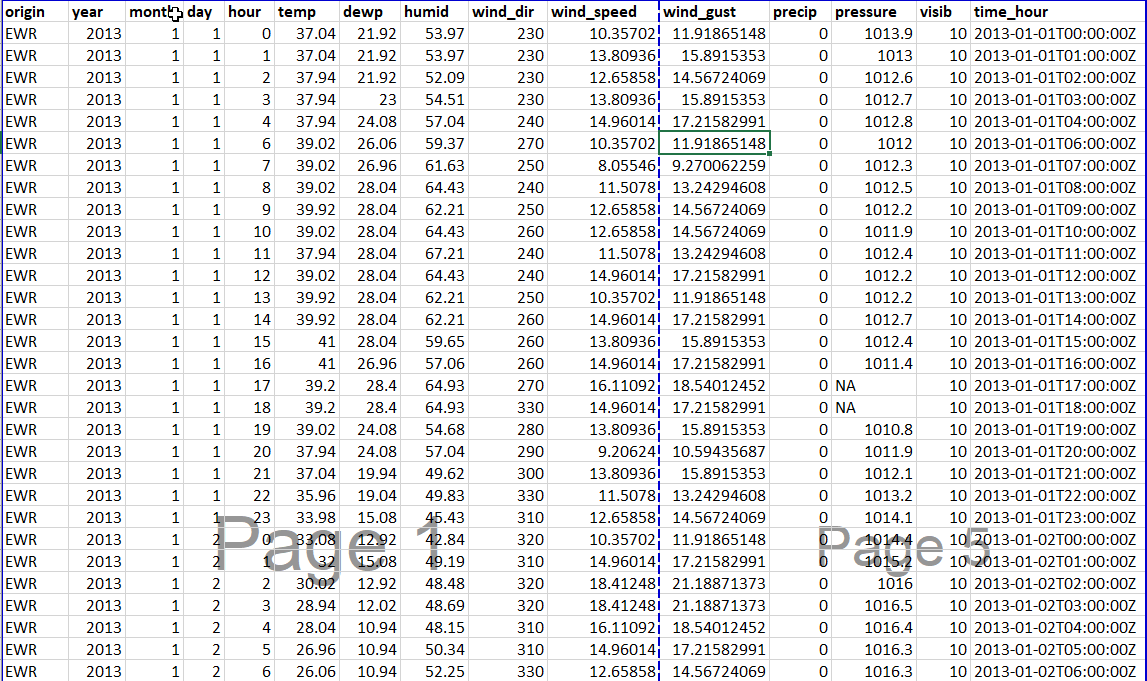 origin year month day hour temp dewp humid wind_dir wind_speed wind_gust precip pressure visib time_hour
EWR 2013 1 1 0 37.04 21.92 53.97 230 10.35702 11.91865148 0 1013.9 10 2013-01-01T00:00:00Z
EWR 2013 1 1 1 37.04 21.92 53.97 230 13.80936 15.8915353 0 1013 10 2013-01-01T01:00:00Z
EWR 2013 1 1 2 37.94 21.92 52.09 230 12.65858 14.56724069 0 1012.6 10 2013-01-01T02:00:00Z
EWR 2013 1 1 3 37.94 23 54.51 230 13.80936 15.8915353 0 1012.7 10 2013-01-01T03:00:00Z
EWR 2013 1 1 4 37.94 24.08 57.04 240 14.96014 17.21582991 0 1012.8 10 2013-01-01T04:00:00Z
EWR 2013 1 1 6 39.02 26.06 59.37 270 10.35702 11.91865148 0 1012 10 2013-01-01T06:00:00Z
EWR 2013 1 1 7 39.02 26.96 61.63 250 8.05546 9.270062259 0 1012.3 10 2013-01-01T07:00:00Z
EWR 2013 1 1 8 39.02 28.04 64.43 240 11.5078 13.24294608 0 1012.5 10 2013-01-01T08:00:00Z
EWR 2013 1 1 9 39.92 28.04 62.21 250 12.65858 14.56724069 0 1012.2 10 2013-01-01T09:00:00Z
EWR 2013 1 1 10 39.02 28.04 64.43 260 12.65858 14.56724069 0 1011.9 10 2013-01-01T10:00:00Z
EWR 2013 1 1 11 37.94 28.04 67.21 240 11.5078 13.24294608 0 1012.4 10 2013-01-01T11:00:00Z
EWR 2013 1 1 12 39.02 28.04 64.43 240 14.96014 17.21582991 0 1012.2 10 2013-01-01T12:00:00Z
EWR 2013 1 1 13 39.92 28.04 62.21 250 10.35702 11.91865148 0 1012.2 10 2013-01-01T13:00:00Z
EWR 2013 1 1 14 39.92 28.04 62.21 260 14.96014 17.21582991 0 1012.7 10 2013-01-01T14:00:00Z
EWR 2013 1 1 15 41 28.04 59.65 260 13.80936 15.8915353 0 1012.4 10 2013-01-01T15:00:00Z
EWR 2013 1 1 16 41 26.96 57.06 260 14.96014 17.21582991 0 1011.4 10 2013-01-01T16:00:00Z
EWR 2013 1 1 17 39.2 28.4 64.93 270 16.11092 18.54012452 0 NA 10 2013-01-01T17:00:00Z
EWR 2013 1 1 18 39.2 28.4 64.93 330 14.96014 17.21582991 0 NA 10 2013-01-01T18:00:00Z
EWR 2013 1 1 19 39.02 24.08 54.68 280 13.80936 15.8915353 0 1010.8 10 2013-01-01T19:00:00Z
EWR 2013 1 1 20 37.94 24.08 57.04 290 9.20624 10.59435687 0 1011.9 10 2013-01-01T20:00:00Z
EWR 2013 1 1 21 37.04 19.94 49.62 300 13.80936 15.8915353 0 1012.1 10 2013-01-01T21:00:00Z
EWR 2013 1 1 22 35.96 19.04 49.83 330 11.5078 13.24294608 0 1013.2 10 2013-01-01T22:00:00Z
EWR 2013 1 1 23 33.98 15.08 45.43 310 12.65858 14.56724069 0 1014.1 10 2013-01-01T23:00:00Z
Page 1 Page 5
EWR 2013 1 2 0 33.08 12.92 42.84 320 10.35702 11.91865148 0 1014.4 10 2013-01-02T00:00:00Z
EWR 2013 1 2 1 32 15.08 49.19 310 14.96014 17.21582991 0 1015.2 10 2013-01-02T01:00:00Z
EWR 2013 1 2 2 30.02 12.92 48.48 320 18.41248 21.18871373 0 1016 10 2013-01-02T02:00:00Z
EWR 2013 1 2 3 28.94 12.02 48.69 320 18.41248 21.18871373 0 1016.5 10 2013-01-02T03:00:00Z
EWR 2013 1 2 4 28.04 10.94 48.15 310 16.11092 18.54012452 0 1016.4 10 2013-01-02T04:00:00Z
EWR 2013 1 2 5 26.96 10.94 50.34 310 14.96014 17.21582991 0 1016.3 10 2013-01-02T05:00:00Z
EWR 2013 1 2 6 26.06 10.94 52.25 330 12.65858 14.56724069 0 1016.3 10 2013-01-02T06:00:00Z